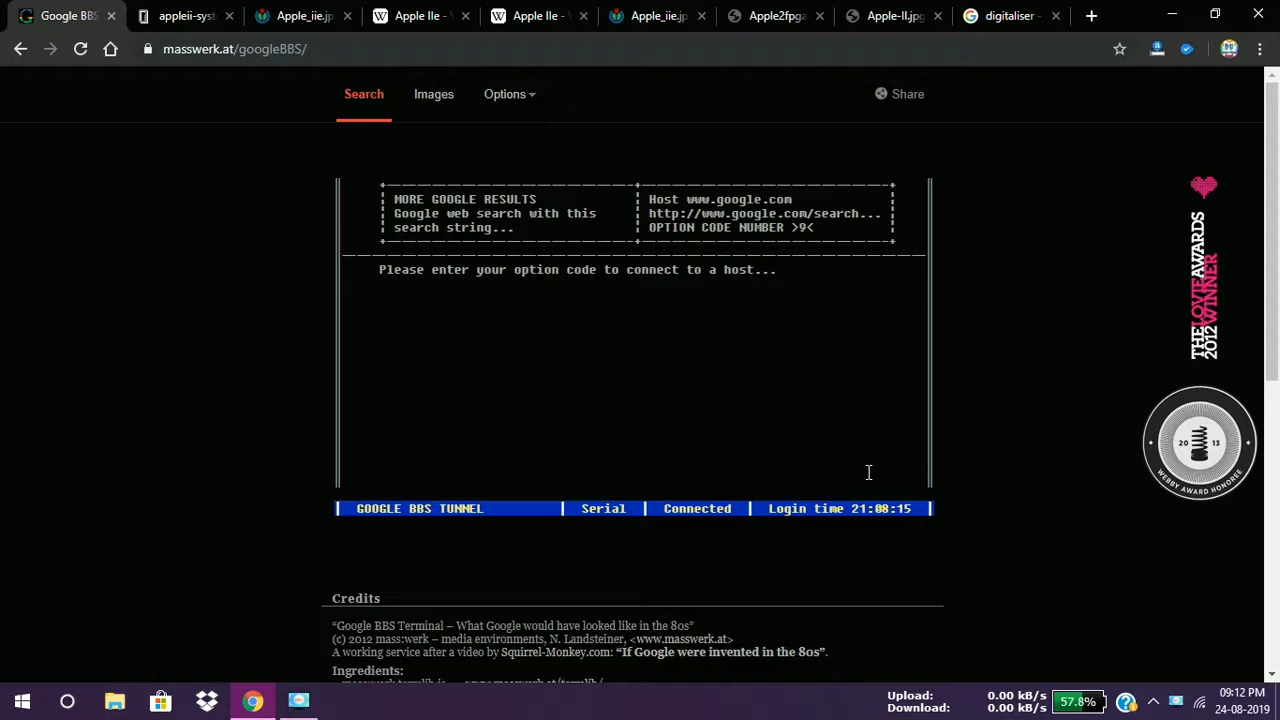 Google BBS
appleii-syst
Apple_iie.jp
Apple IIe - V
Apple IIe - V
Apple_iie.jp
Apple2fpga
Apple-II.jpg
digitaliser -
masswerk.at/googleBBS/
Search
Images
Options
Share
MORE GOOGLE RESULTS
Google web search with this
search string...
Host www.google.com
http://www.google.com/search...
OPTION CODE NUMBER >9<
Please enter your option code to connect to a host...
GOOGLE BBS TUNNEL
Serial
Connected
Login time 21:08:15
THE LOVIE AWARDS
2012 WINNER
2013
WEBBY AWARD HONOREE
Credits
“Google BBS Terminal – What Google would have looked like in the 80s”
(c) 2012 mass:werk – media environments, N. Landsteiner, <www.masswerk.at>
A working service after a video by Squirrel-Monkey.com: “If Google were invented in the 80s”.
Ingredients:
Upload: 0.00 kB/s
Download: 0.00 kB/s
57.8%
09:12 PM
24-08-2019